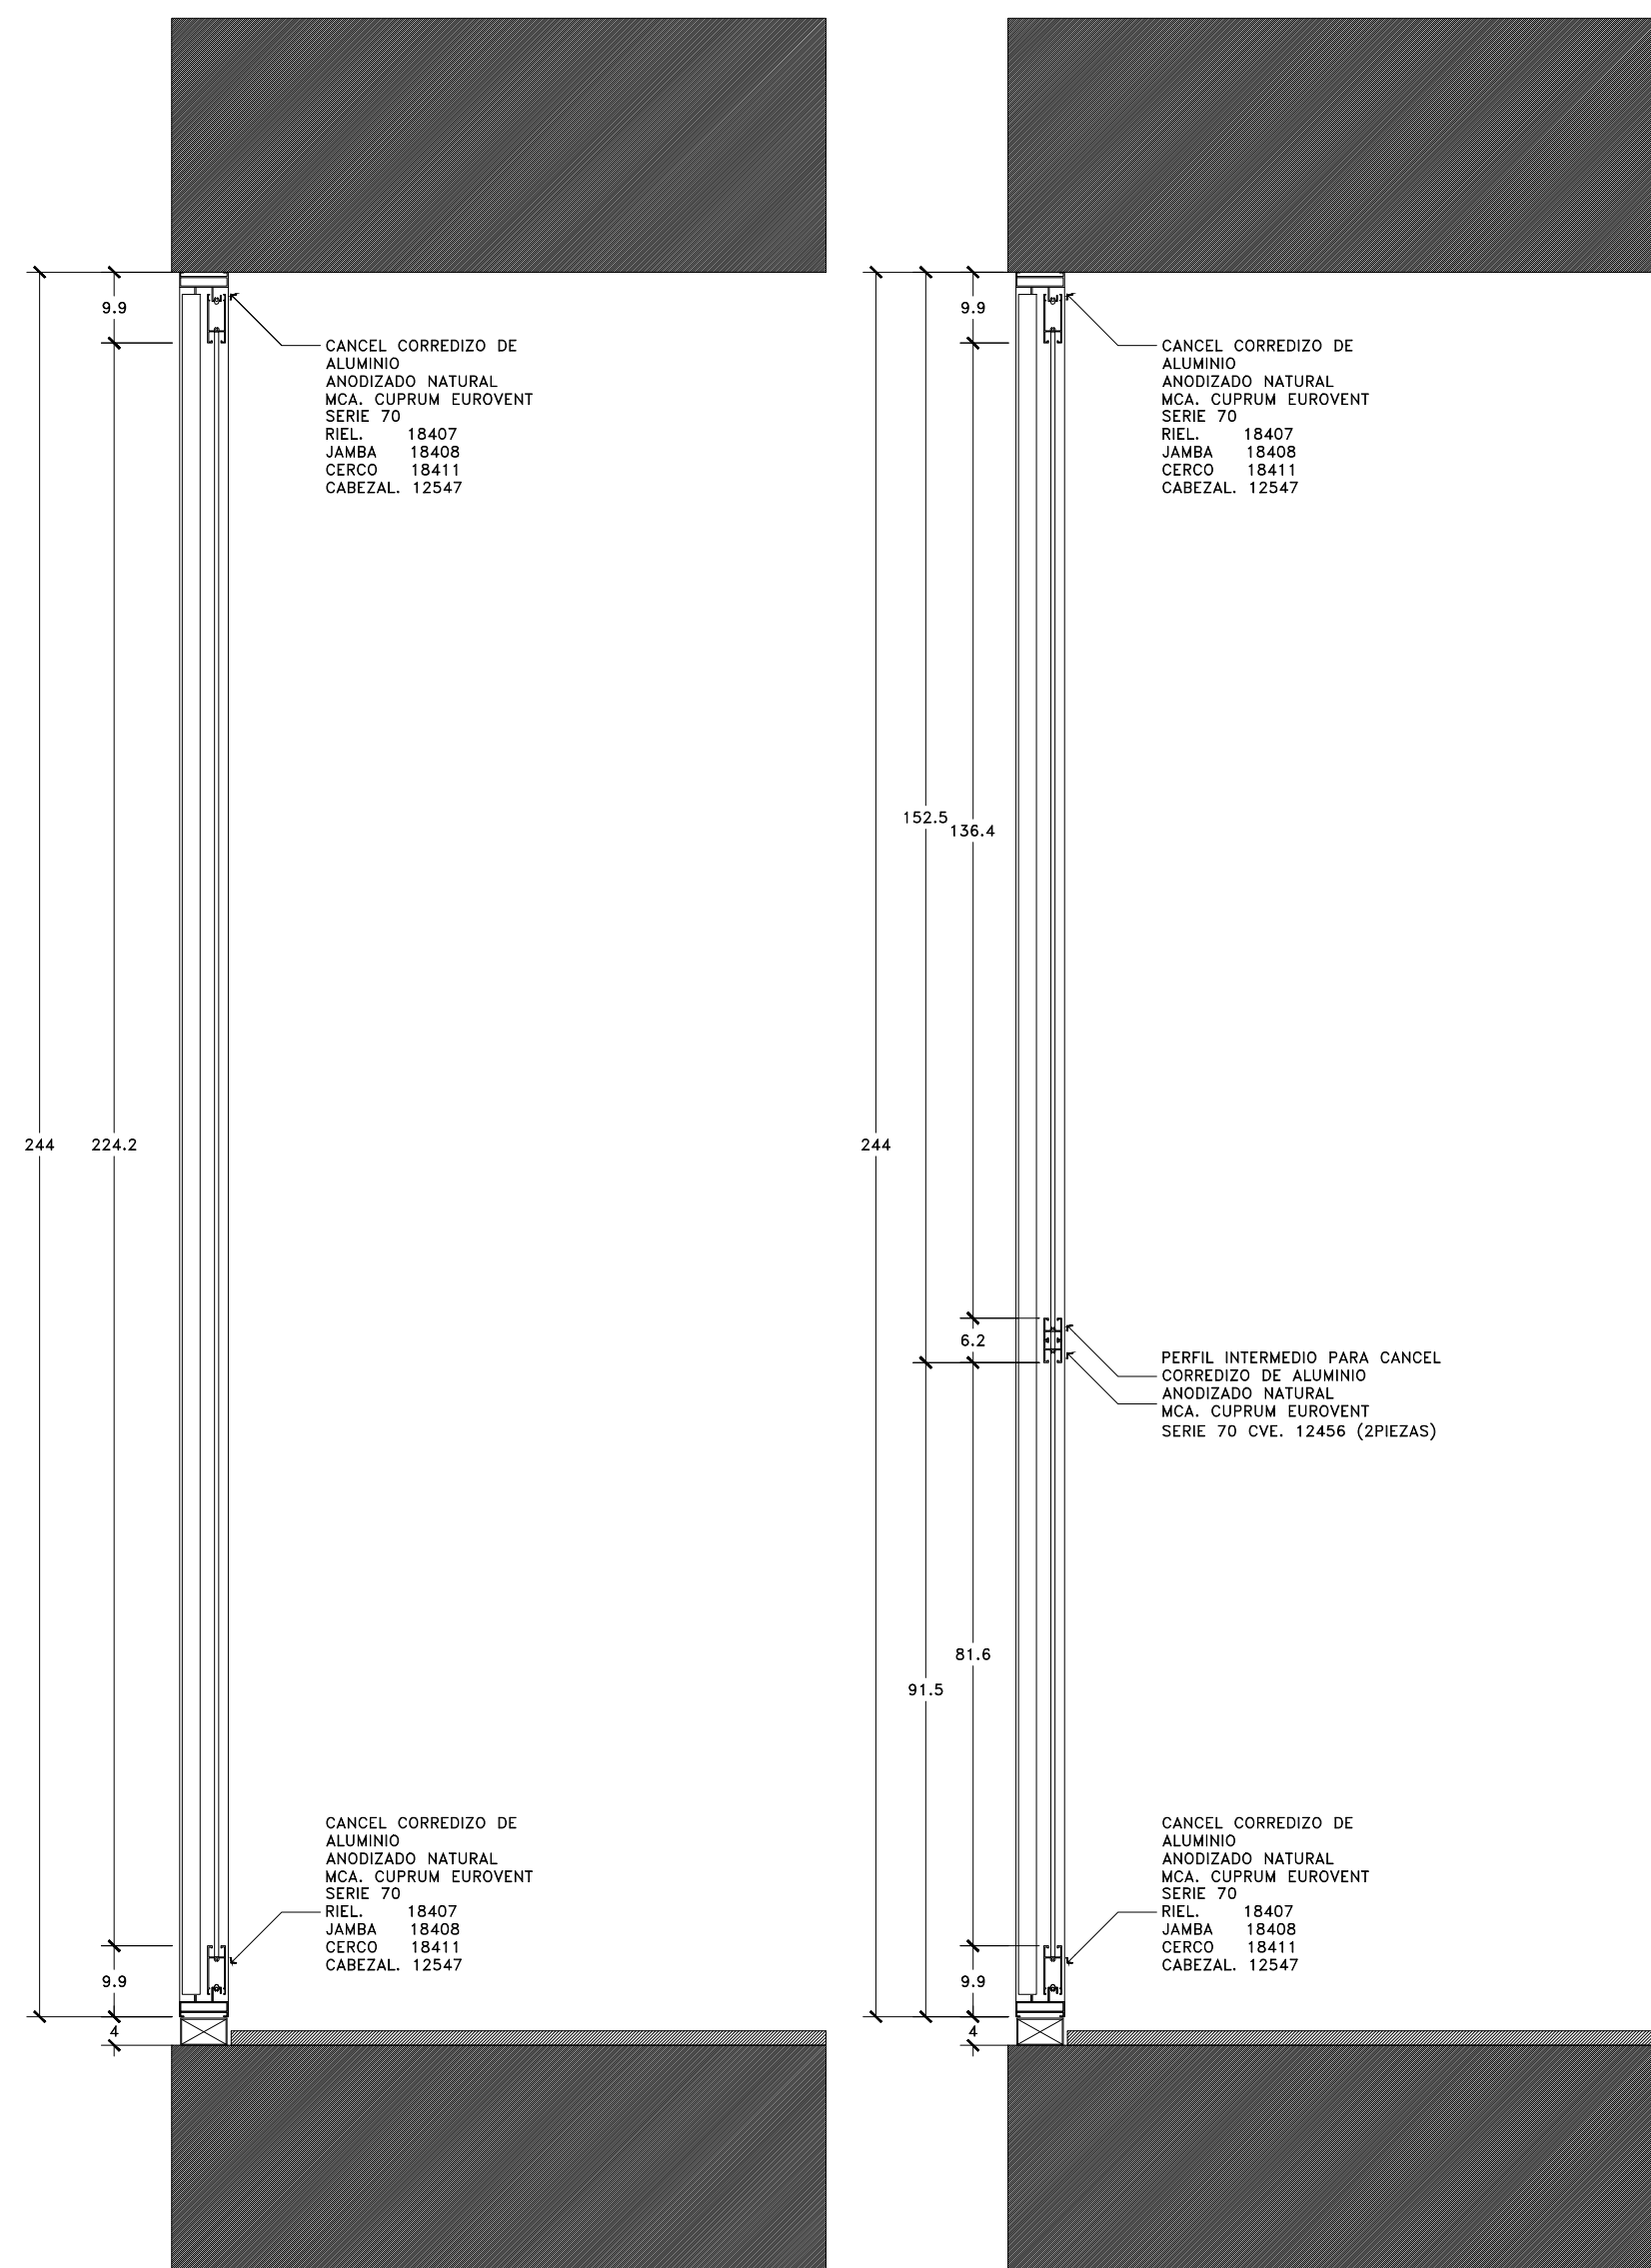 9.9
CANCEL CORREDIZO DE
ALUMINIO
ANODIZADO NATURAL
MCA. CUPRUM EUROVENT
SERIE 70
RIEL. 18407
JAMBA 18408
CERCO 18411
CABEZAL. 12547
244
224.2
CANCEL CORREDIZO DE
ALUMINIO
ANODIZADO NATURAL
MCA. CUPRUM EUROVENT
SERIE 70
RIEL. 18407
JAMBA 18408
CERCO 18411
CABEZAL. 12547
9.9
4
9.9
CANCEL CORREDIZO DE
ALUMINIO
ANODIZADO NATURAL
MCA. CUPRUM EUROVENT
SERIE 70
RIEL. 18407
JAMBA 18408
CERCO 18411
CABEZAL. 12547
152.5
136.4
244
6.2
PERFIL INTERMEDIO PARA CANCEL
CORREDIZO DE ALUMINIO
ANODIZADO NATURAL
MCA. CUPRUM EUROVENT
SERIE 70 CVE. 12456 (2PIEZAS)
81.6
91.5
CANCEL CORREDIZO DE
ALUMINIO
ANODIZADO NATURAL
MCA. CUPRUM EUROVENT
SERIE 70
RIEL. 18407
JAMBA 18408
CERCO 18411
CABEZAL. 12547
9.9
4